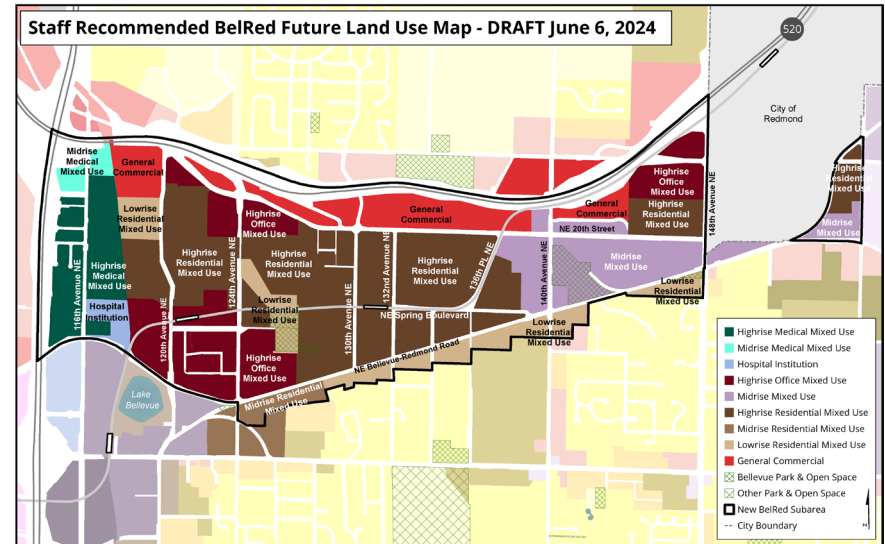 Staff Recommended BelRed Future Land Use Map - DRAFT June 6, 2024
520
City of
Redmond
Midrise
Medical
Mixed Use
General
Commercial
Lowrise
Residential
Mixed Use
Highrise
Office
Mixed Use
General
Commercial
General
Commercial
Highrise
Office
Mixed Use
Highrise
Residential
Mixed Use
Highrise
Residential
Mixed Use
Midrise
Mixed Use
NE 20th Street
148th Avenue NE
Highrise
Medical
Mixed Use
Highrise
Residential
Mixed Use
124th Avenue NE
Highrise
Residential
Mixed Use
132nd Avenue NE
Highrise
Residential
Mixed Use
136th PL NE
140th Avenue NE
Midrise
Mixed Use
Lowrise
Residential
Mixed Use
116th Avenue NE
Hospital
Institution
120th Avenue NE
Lowrise
Residential
Mixed Use
130th Avenue NE
NE Spring Boulevard
Lowrise
Residential
Mixed Use
NE Bellevue-Redmond Road
Highrise
Office
Mixed Use
Midrise Residential
Mixed Use
Lake
Bellevue
Highrise Medical Mixed Use
Midrise Medical Mixed Use
Hospital Institution
Highrise Office Mixed Use
Midrise Mixed Use
Highrise Residential Mixed Use
Midrise Residential Mixed Use
Lowrise Residential Mixed Use
General Commercial
Bellevue Park & Open Space
Other Park & Open Space
New BelRed Subarea
City Boundary